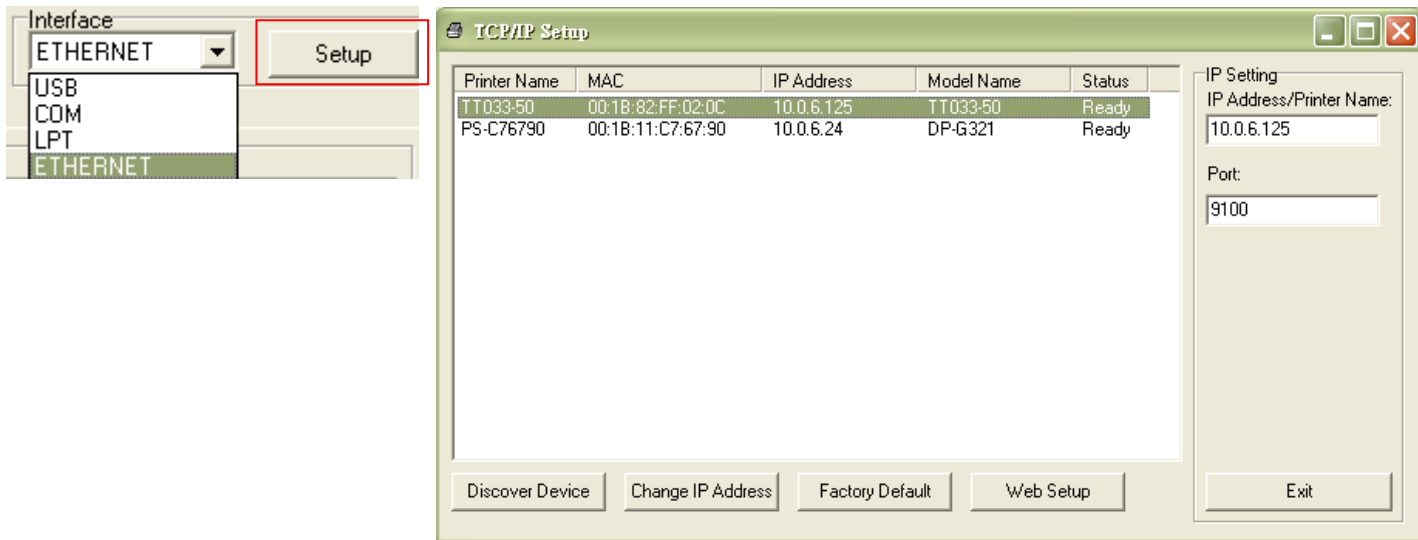 Interface
ETHERNET
Setup
USB
COM
LPT
ETHERNET
TCP/IP Setup
Printer Name MAC IP Address Model Name Status
TT033-50 00:1B:82:FF:02:0C 10.0.6.125 TT033-50 Ready
PS-C76790 00:1B:11:C7:67:90 10.0.6.24 DP-G321 Ready
IP Setting
IP Address/Printer Name:
10.0.6.125
Port:
9100
Discover Device Change IP Address Factory Default Web Setup Exit